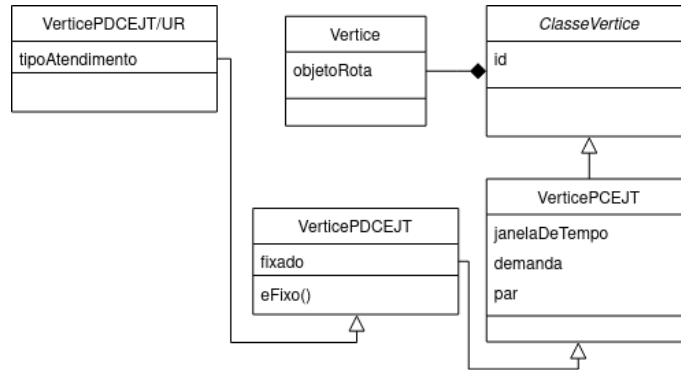 VerticePDCEJT/UR
tipoAtendimento
Vertice
objetoRota
ClasseVertice
id
VerticePDCEJT
fixado
eFixo()
VerticePCEJT
janelaDeTempo
demanda
par